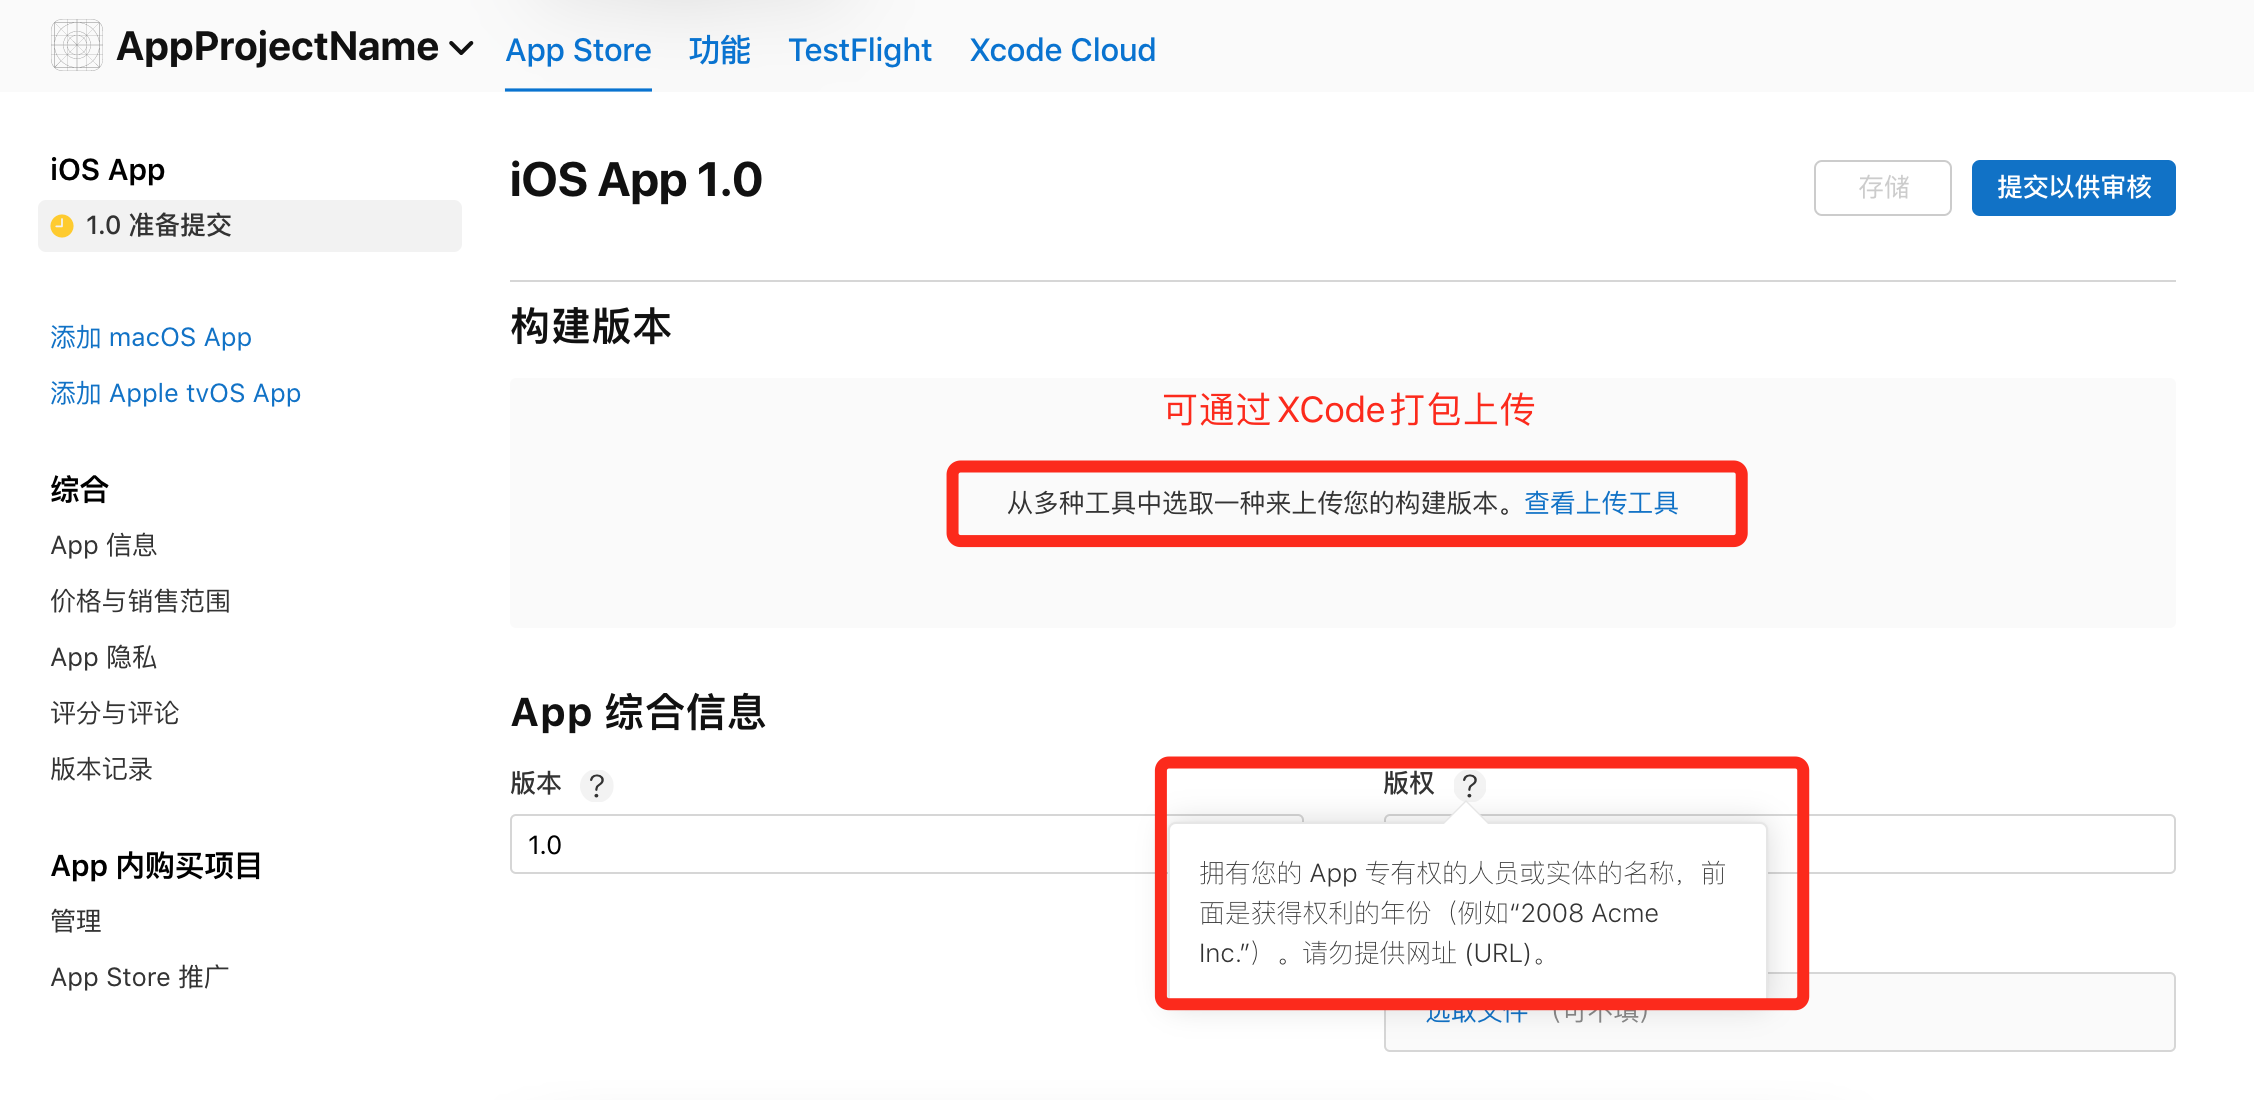 AppProjectName
App Store
功能
TestFlight
Xcode Cloud
iOS App
1.0 准备提交
添加 macOS App
添加 Apple tvOS App
综合
App 信息
价格与销售范围
App 隐私
评分与评论
版本记录
App 内购买项目
管理
App Store 推广
iOS App 1.0
存储
提交以供审核
构建版本
可通过XCode打包上传
从多种工具中选取一种来上传您的构建版本。查看上传工具
App 综合信息
版本 ?
1.0
版权 ?
拥有您的 App 专有权的人员或实体的名称，前
面是获得权利的年份（例如“2008 Acme
Inc.”）。请勿提供网址 (URL)。
选取文件 （可不填）